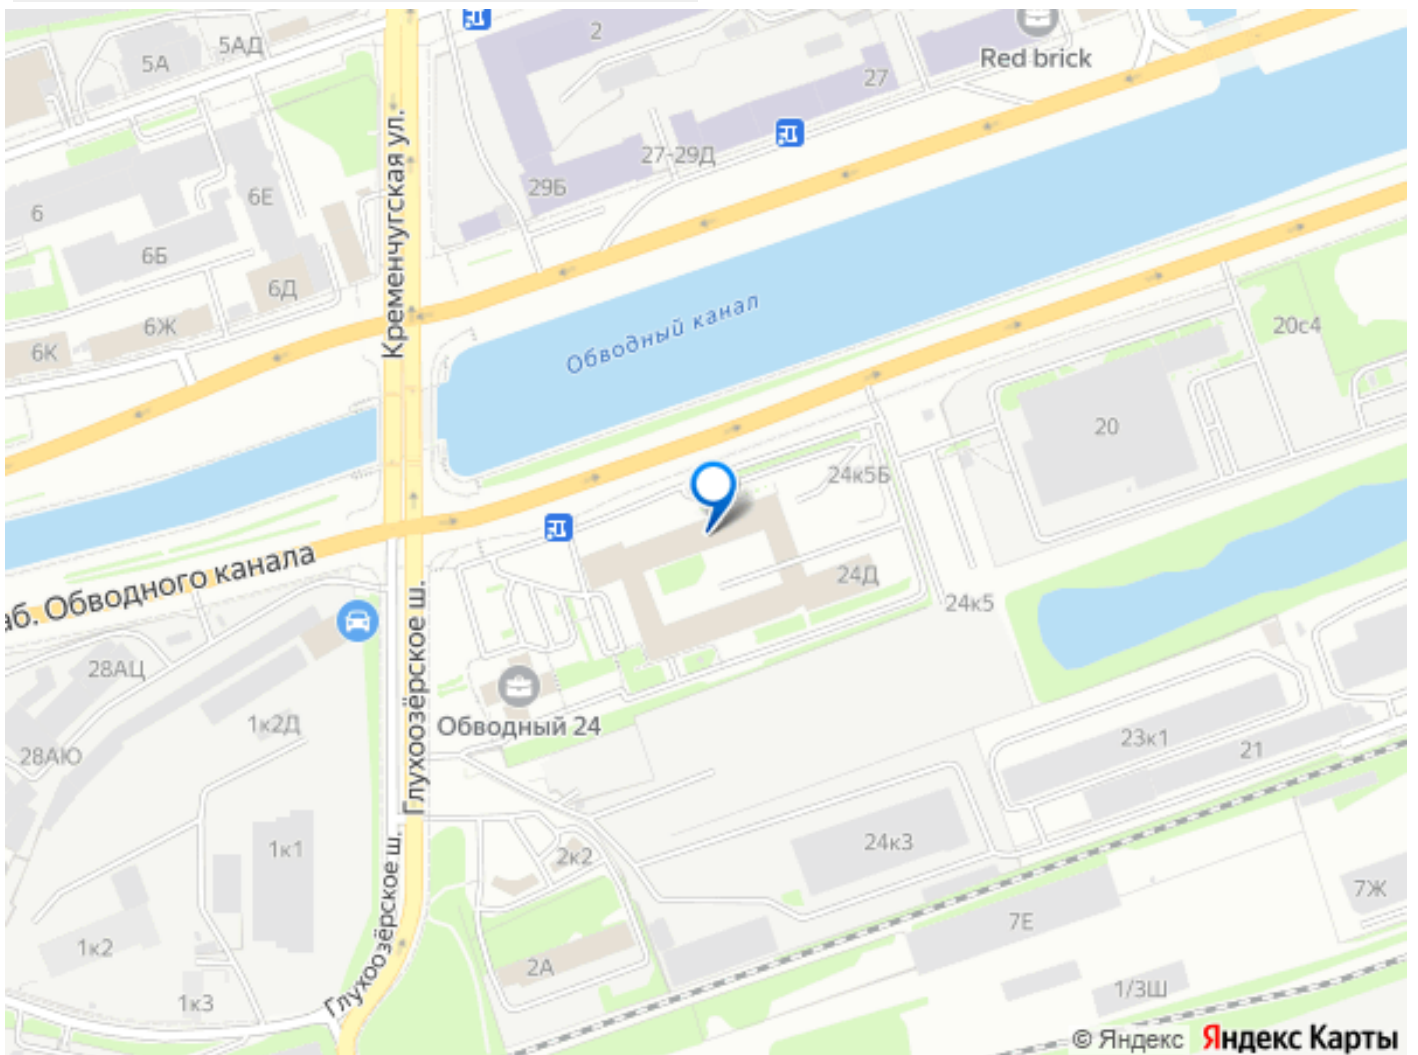 2
5АД
5А
Red brick
27
Кременчугская ул.
27-29Д
29Б
6Е
6
6Б
6Д
6Ж
6К
Обводный канал
20с4
20
24к5Б
24Д
24к5
аб. Обводного канала
Глухоозёрское ш.
28АЦ
1к2Д
28АЮ
Обводный 24
23к1
21
24к3
1к1
2к2
7Ж
7Е
Глухоозёрское ш.
1к2
2А
1/3Ш
1к3
© Яндекс Яндекс Карты